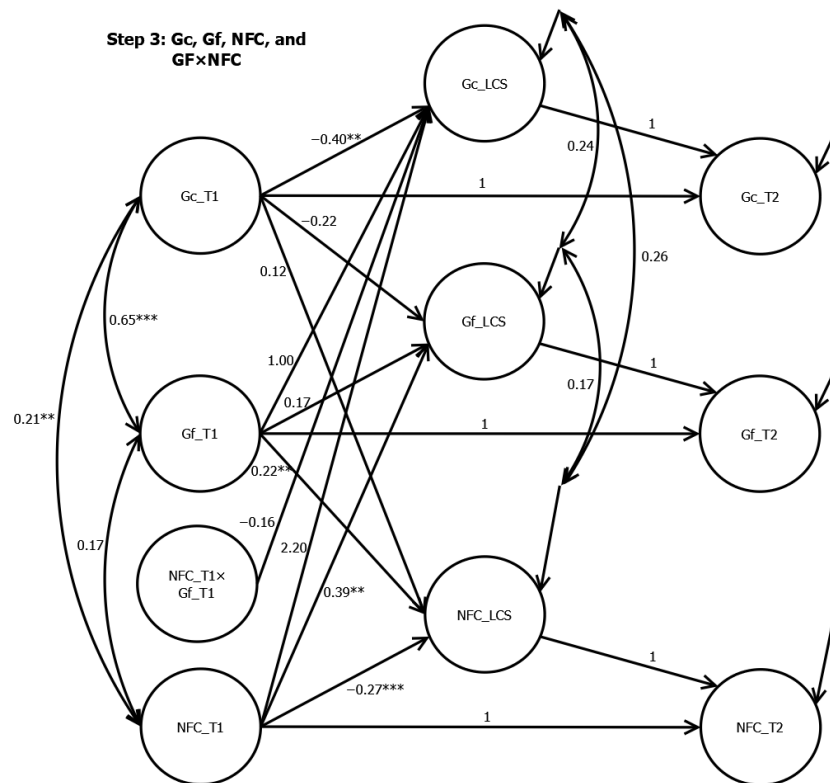 Step 3: Gc, Gf, NFC, and
GF×NFC
Gc_LCS
−0.40**
1
0.24
Gc_T1
1
Gc_T2
−0.22
0.12
0.26
0.65***
Gf_LCS
1.00
1
0.17
0.17
0.21**
Gf_T1
1
Gf_T2
0.22**
−0.16
0.17
2.20
NFC_T1×
Gf_T1
0.39**
NFC_LCS
1
−0.27***
NFC_T1
1
NFC_T2